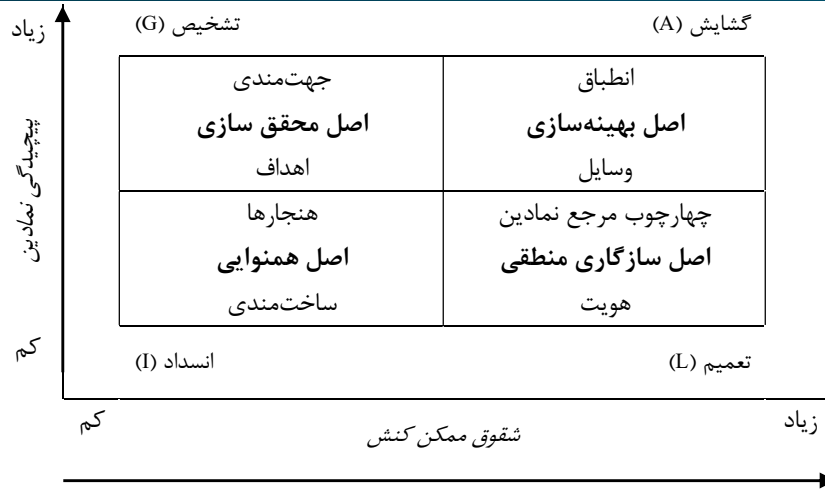 زیاد
گشایش (A)
تشخیص (G)
انطباق
اصل بهینه‌سازی
وسایل
جهت‌مندی
اصل محقق سازی
اهداف
پیچیدگی نمادین
چهارچوب مرجع نمادین
اصل سازگاری منطقی
هویت
هنجارها
اصل همنوایی
ساخت‌مندی
کم
تعمیم (L)
انسداد (I)
زیاد
شقوق ممکن کنش
کم